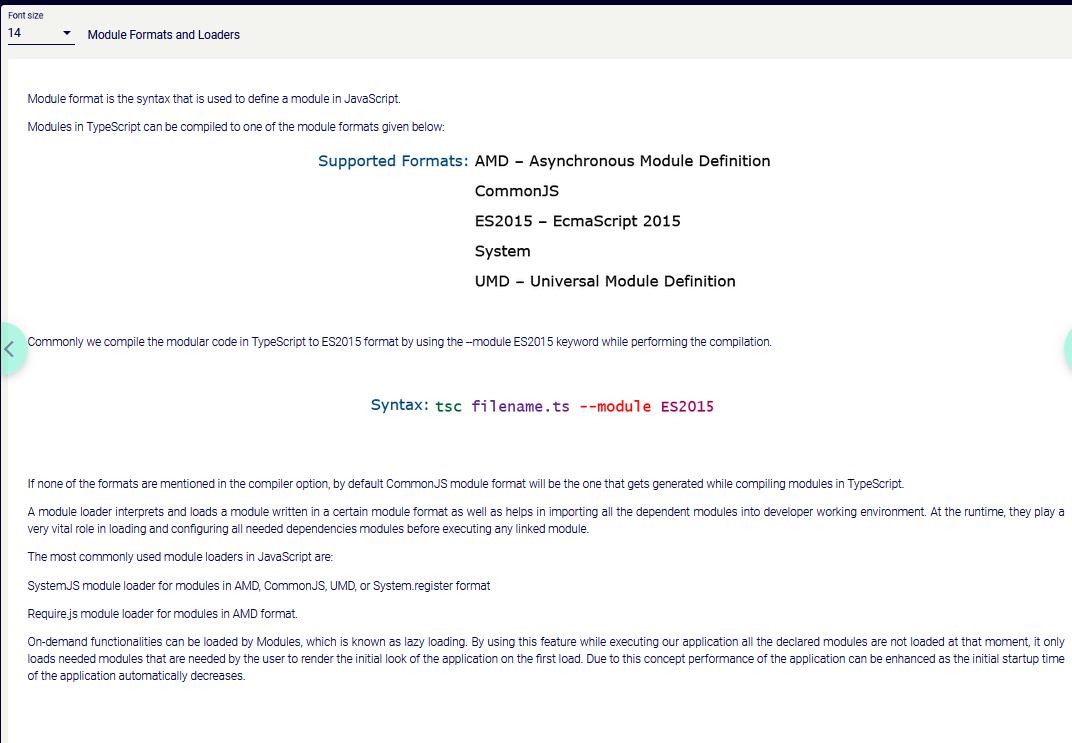 Font size
14
Module Formats and Loaders
Module format is the syntax that is used to define a module in JavaScript.
Modules in TypeScript can be compiled to one of the module formats given below:
Supported Formats: AMD – Asynchronous Module Definition
CommonJS
ES2015 – EcmaScript 2015
System
UMD – Universal Module Definition
Commonly we compile the modular code in TypeScript to ES2015 format by using the –module ES2015 keyword while performing the compilation.
Syntax: tsc filename.ts --module ES2015
If none of the formats are mentioned in the compiler option, by default CommonJS module format will be the one that gets generated while compiling modules in TypeScript.
A module loader interprets and loads a module written in a certain module format as well as helps in importing all the dependent modules into developer working environment. At the runtime, they play a
very vital role in loading and configuring all needed dependencies modules before executing any linked module.
The most commonly used module loaders in JavaScript are:
SystemJS module loader for modules in AMD, CommonJS, UMD, or System.register format
Require.js module loader for modules in AMD format.
On-demand functionalities can be loaded by Modules, which is known as lazy loading. By using this feature while executing our application all the declared modules are not loaded at that moment, it only
loads needed modules that are needed by the user to render the initial look of the application on the first load. Due to this concept performance of the application can be enhanced as the initial startup time
of the application automatically decreases.